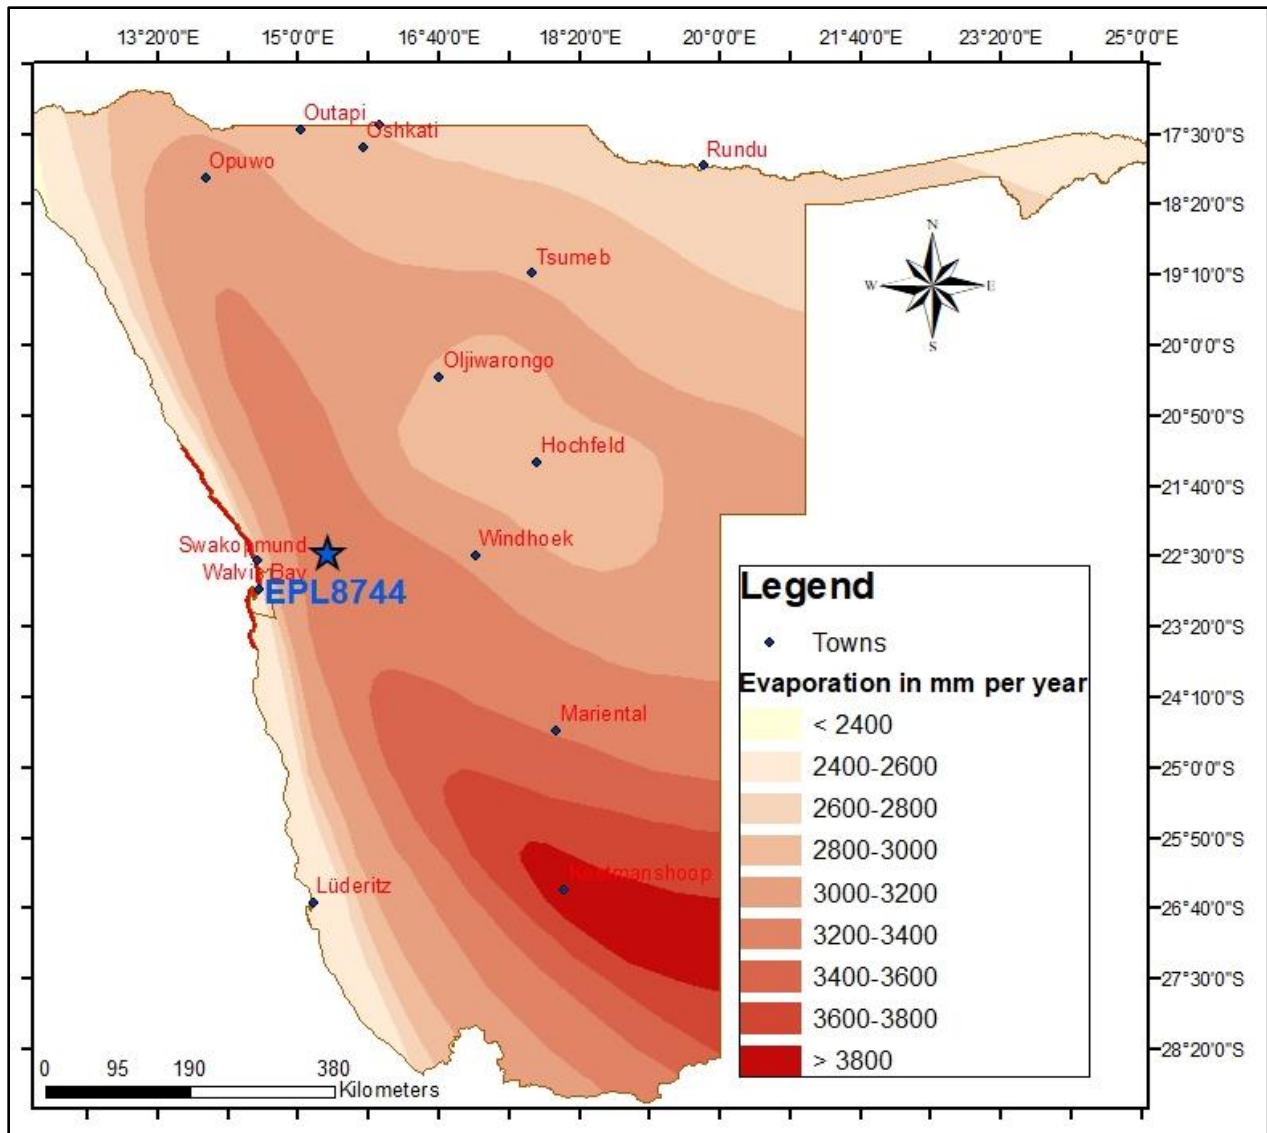 13°20'0"E 15°0'0"E 16°40'0"E 18°20'0"E 20°0'0"E 21°40'0"E 23°20'0"E 25°0'0"E
Outapi
Oshkati
Rundu
17°30'0"S
Opuwo
18°20'0"S
N
Tsumeb
19°10'0"S
W E
S
20°0'0"S
Oljiwarongo
20°50'0"S
Hochfeld
21°40'0"S
Swakopmund
Windhoek
22°30'0"S
Walvis Bay
EPL8744
23°20'0"S
24°10'0"S
Mariental
25°0'0"S
25°50'0"S
Keetmanshoop
Lüderitz
26°40'0"S
27°30'0"S
28°20'0"S
Legend
Towns
Evaporation in mm per year
< 2400
2400-2600
2600-2800
2800-3000
3000-3200
3200-3400
3400-3600
3600-3800
> 3800
0 95 190 380
Kilometers